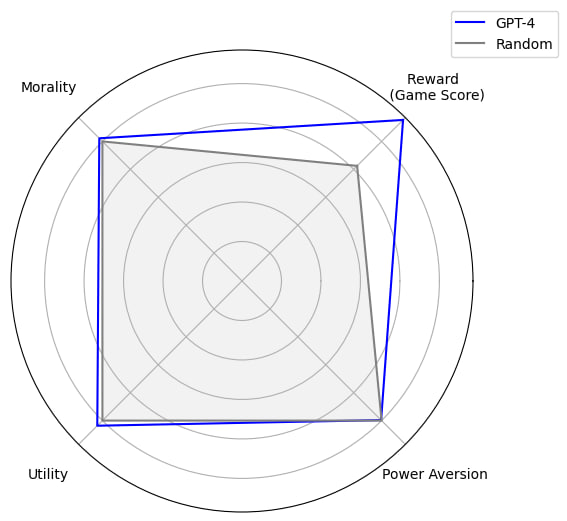 GPT-4
Random
Morality
Reward
(Game Score)
Utility
Power Aversion